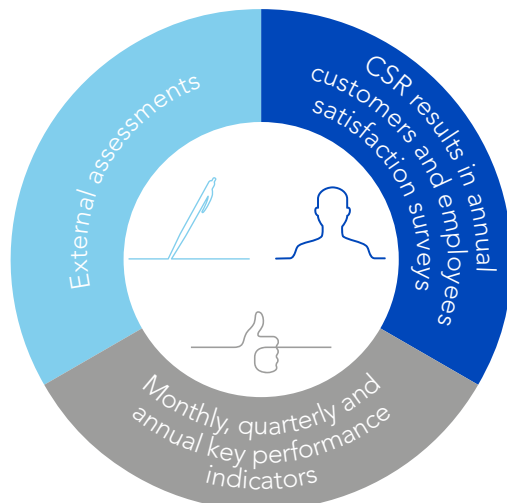 External assessments
CSR results in annual
customers and employees
satisfaction surveys
Monthly, quarterly and
annual key performance
indicators